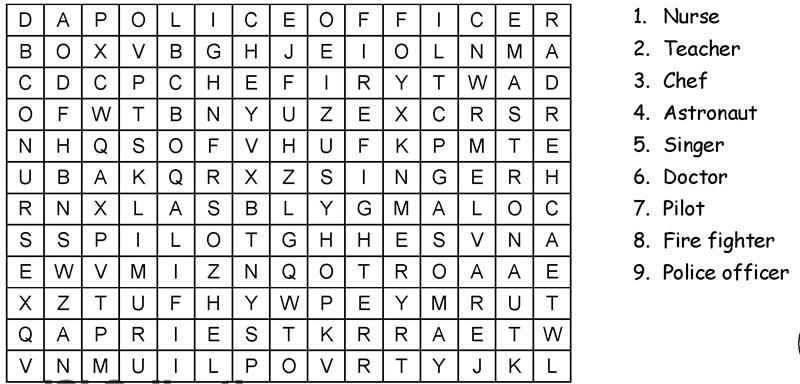 D A P O L I C E O F F I C E R
B O X V B G H J E I O L N M A
C D C P C H E F I R Y T W A D
O F W T B N Y U Z E X C R S R
N H Q S O F V H U F K P M T E
U B A K Q R X Z S I N G E R H
R N X L A S B L Y G M A L O C
S S P I L O T G H H E S V N A
E W V M I Z N Q O T R O A A E
X Z T U F H Y W P E Y M R U T
Q A P R I E S T K R R A E T W
V N M U I L P O V R T Y J K L
1. Nurse
2. Teacher
3. Chef
4. Astronaut
5. Singer
6. Doctor
7. Pilot
8. Fire fighter
9. Police officer